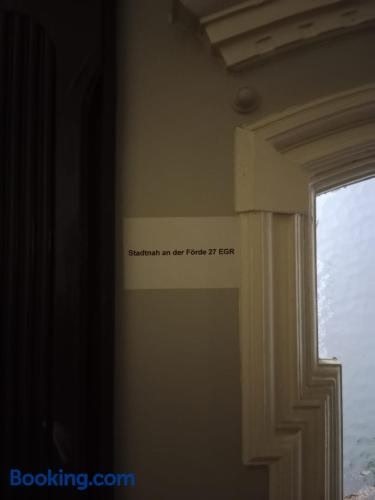 Stadtnah an der Förde 27 EGR
Booking.com